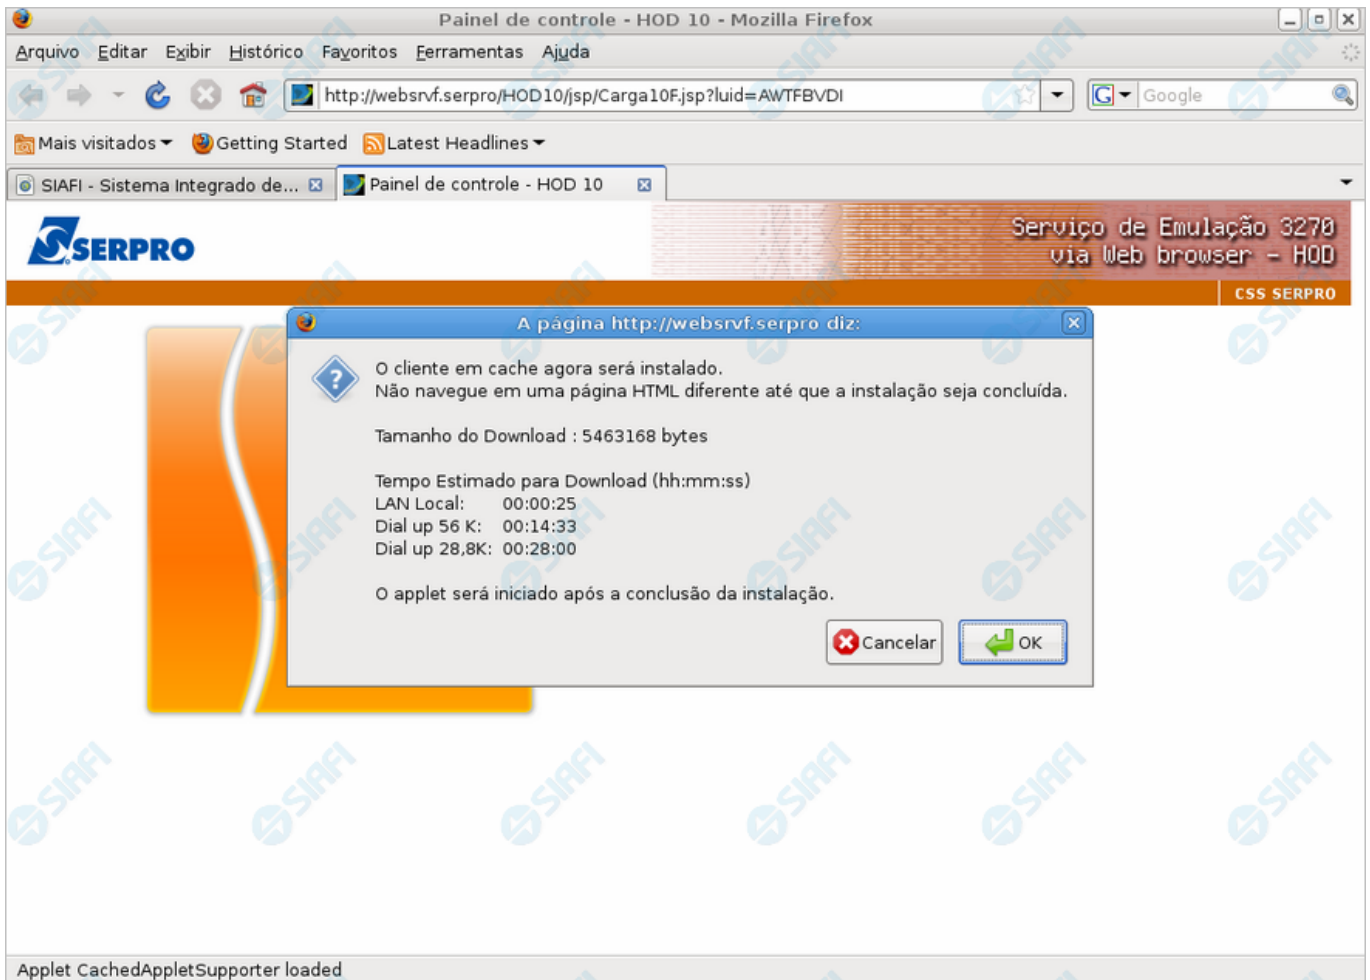 Painel de controle - HOD 10 - Mozilla Firefox
Arquivo Editar Exibir Histórico Favoritos Ferramentas Ajuda
http://websrvf.serpro/HOD10/jsp/Carga10F.jsp?luid=AWTFBVDI
G Google
Mais visitados Getting Started Latest Headlines
SIAFI - Sistema Integrado de... Painel de controle - HOD 10
SERPRO
Serviço de Emulação 3270
via Web browser - HOD
CSS SERPRO
A página http://websrvf.serpro diz:
O cliente em cache agora será instalado.
Não navegue em uma página HTML diferente até que a instalação seja concluída.
Tamanho do Download : 5463168 bytes
Tempo Estimado para Download (hh:mm:ss)
LAN Local: 00:00:25
Dial up 56 K: 00:14:33
Dial up 28,8K: 00:28:00
O applet será iniciado após a conclusão da instalação.
Cancelar OK
SIAFI
Applet CachedAppletSupporter loaded